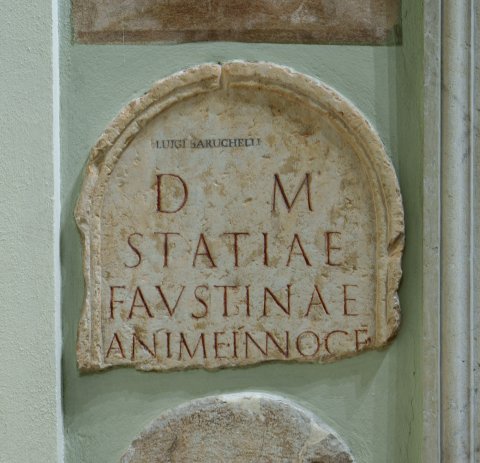 LUIGI BARUCHELLI
D M
STATIAE
FAVSTINAE
ANIMEINNOCE